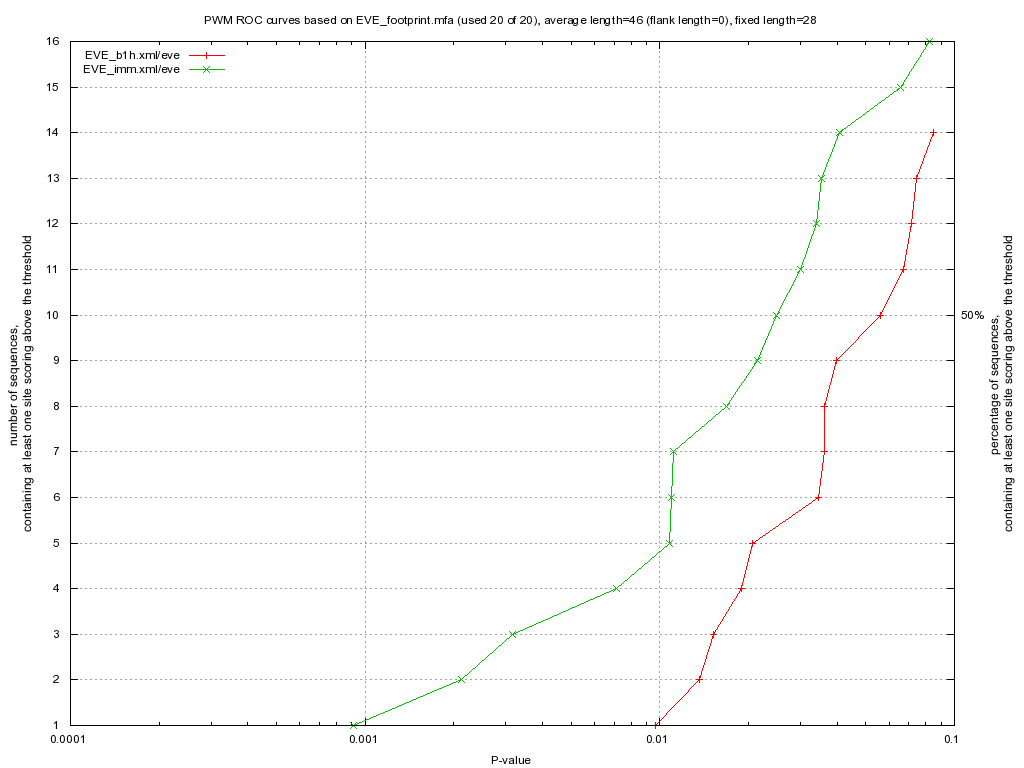 PWM ROC curves based on EVE_footprint.mfa (used 20 of 20), average length=46 (flank length=0), fixed length=28
EVE_b1h.xml/eve
EVE_imm.xml/eve
16
15
14
13
12
11
10
9
8
7
6
5
4
3
2
1
number of sequences,
containing at least one site scoring above the threshold
50%
percentage of sequences,
containing at least one site scoring above the threshold
0.0001
0.001
0.01
0.1
P-value